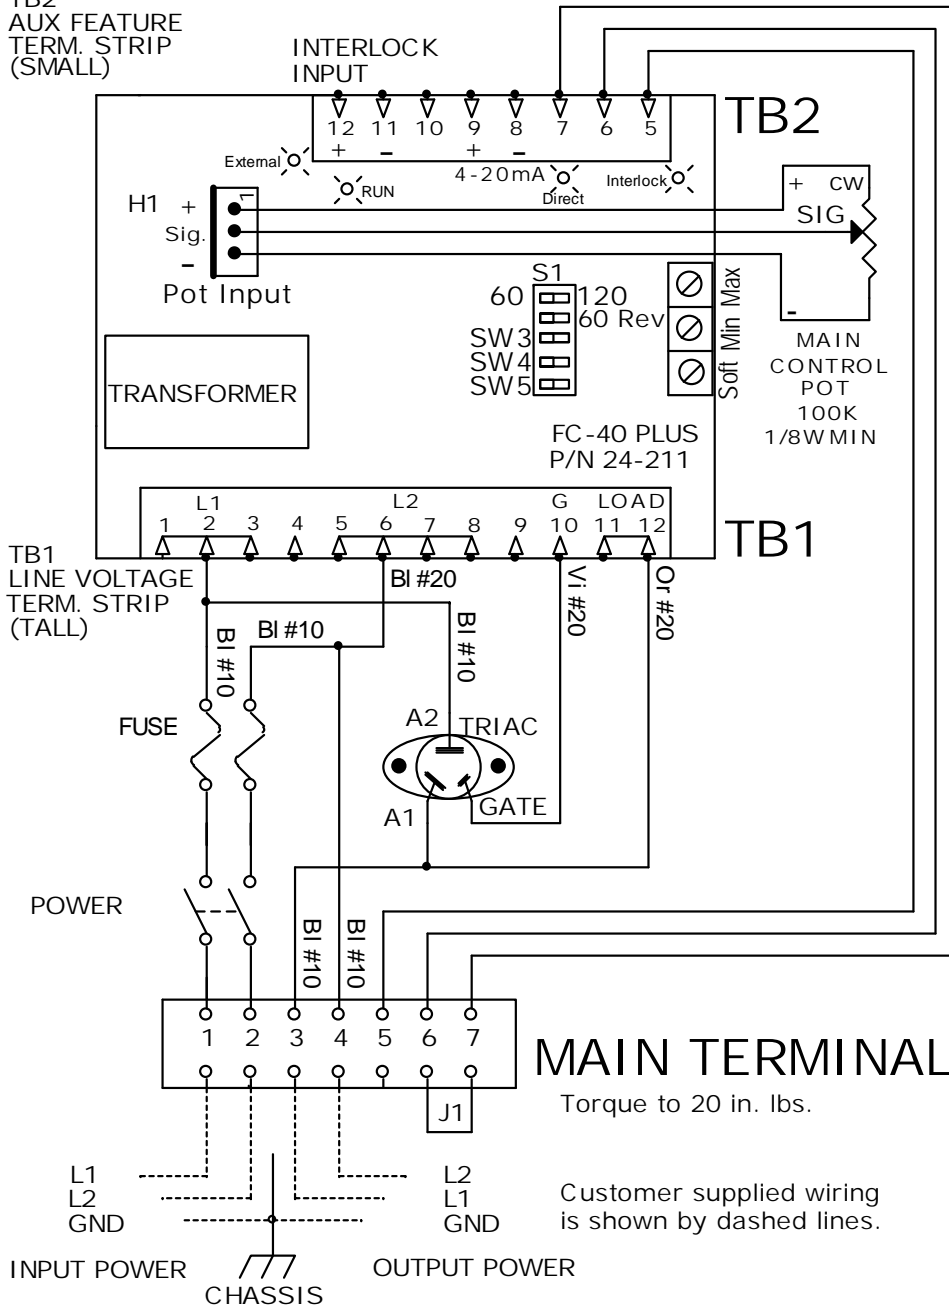 TB2
AUX FEATURE
TERM. STRIP
(SMALL)
INTERLOCK
INPUT
12 11 10 9 8 7 6 5
+ - + -
4-20mA
TB2
External
RUN
Direct
Interlock
H1 +
Sig.
-
Pot Input
+ CW
SIG
-
MAIN
CONTROL
POT
100K
1/8W MIN
S1
60 120
60 Rev
SW3
SW4
SW5
Soft Min Max
TRANSFORMER
FC-40 PLUS
P/N 24-211
L1 L2 G LOAD
1 2 3 4 5 6 7 8 9 10 11 12
TB1
TB1
LINE VOLTAGE
TERM. STRIP
(TALL)
Bl #20
Vi #20
Or #20
Bl #10
Bl #10
Bl #10
FUSE
A2 TRIAC
A1 GATE
POWER
Bl #10
Bl #10
1 2 3 4 5 6 7
MAIN TERMINAL
J1
Torque to 20 in. lbs.
L1
L2
GND
L2
L1
GND
Customer supplied wiring
is shown by dashed lines.
INPUT POWER
OUTPUT POWER
CHASSIS